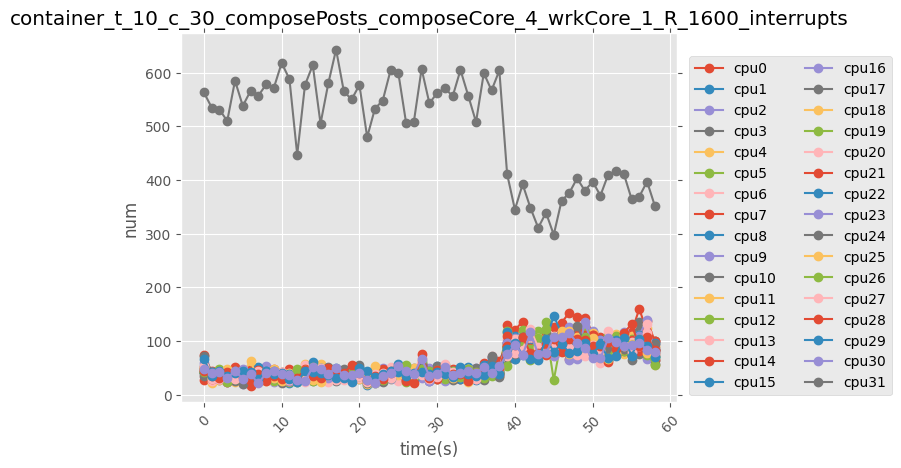 container_t_10_c_30_composePosts_composeCore_4_wrkCore_1_R_1600_interrupts
600
500
400
300
200
100
0
num
0
10
20
30
40
50
60
time(s)
cpu0
cpu1
cpu2
cpu3
cpu4
cpu5
cpu6
cpu7
cpu8
cpu9
cpu10
cpu11
cpu12
cpu13
cpu14
cpu15
cpu16
cpu17
cpu18
cpu19
cpu20
cpu21
cpu22
cpu23
cpu24
cpu25
cpu26
cpu27
cpu28
cpu29
cpu30
cpu31